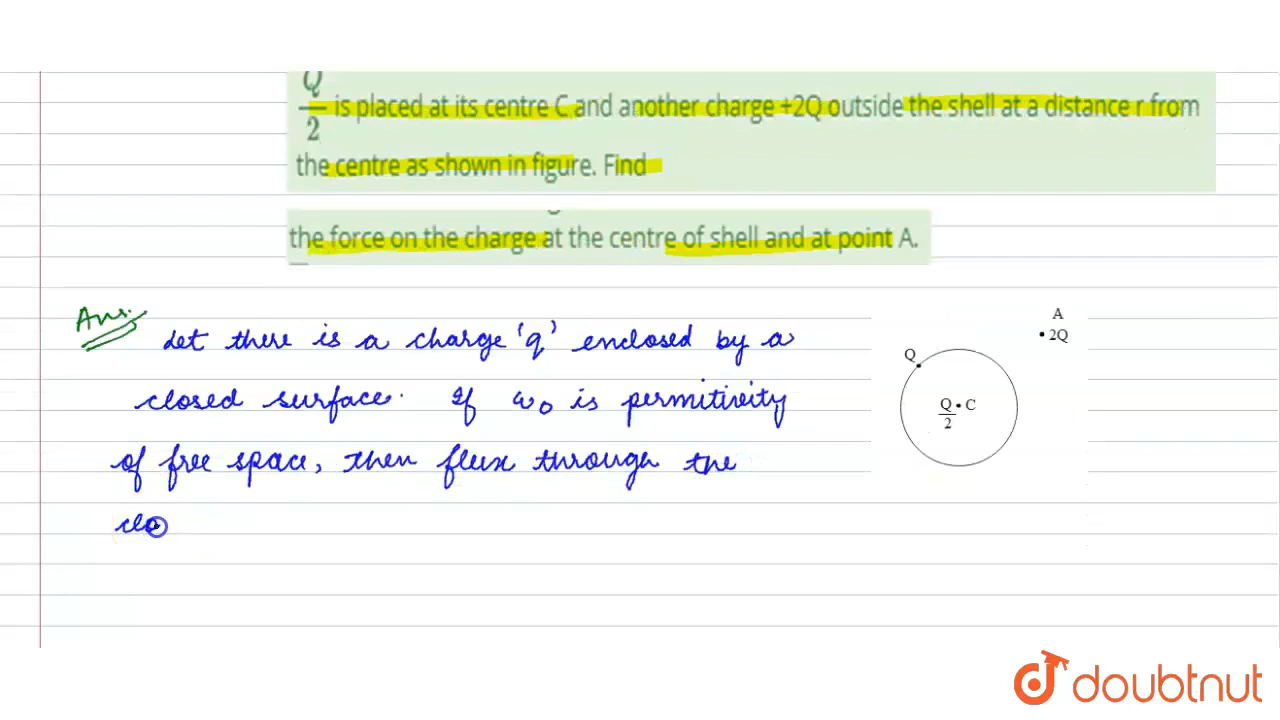 Q
2
is placed at its centre C and another charge +2Q outside the shell at a distance r from
the centre as shown in figure. Find
the force on the charge at the centre of shell and at point A.
Ans.
Let there is a charge 'q' enclosed by a
closed surface. If ε0 is permitivity
of free space, then flux through the
clo
A
2Q
Q
Q
2
C
doubtnut